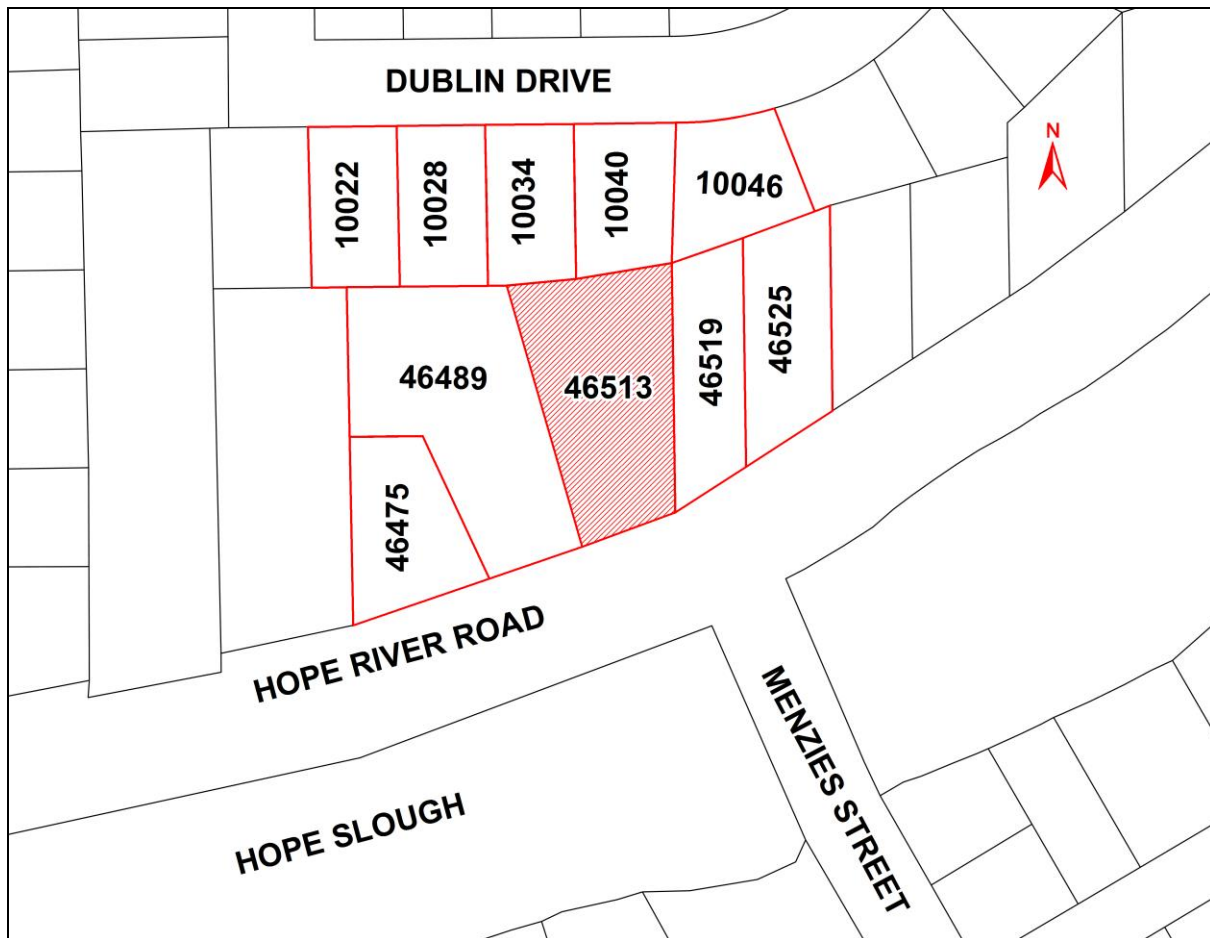 DUBLIN DRIVE
N
10022
10028
10034
10040
10046
46489
46513
46519
46525
46475
HOPE RIVER ROAD
MENZIES STREET
HOPE SLOUGH